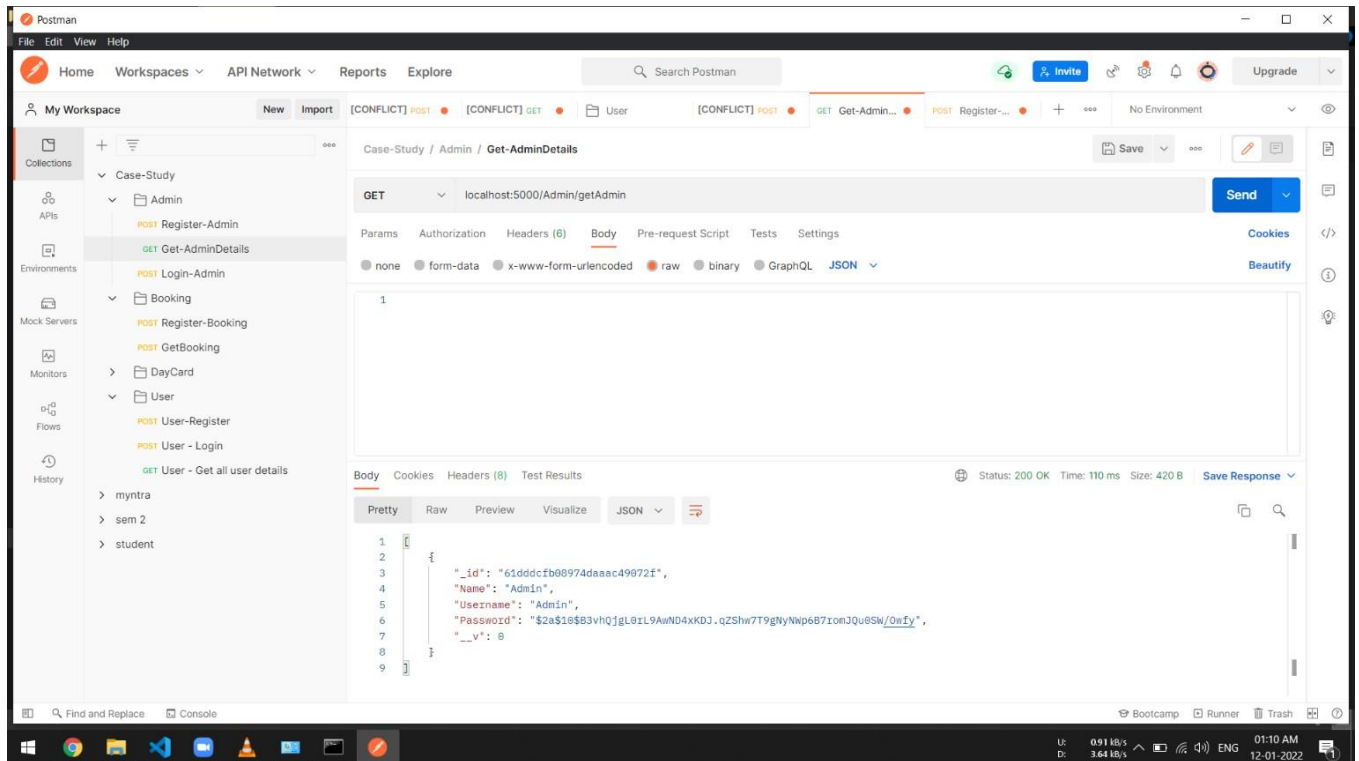 Postman
File Edit View Help
Home Workspaces API Network Reports Explore Search Postman Invite Upgrade
My Workspace New Import [CONFLICT] POST [CONFLICT] GET User [CONFLICT] POST GET Get-Admin... POST Register-... + No Environment
Collections
APIs
Environments
Mock Servers
Monitors
Flows
History
Case-Study
Admin
POST Register-Admin
GET Get-AdminDetails
POST Login-Admin
Booking
POST Register-Booking
POST GetBooking
DayCard
User
POST User-Register
POST User - Login
GET User - Get all user details
myntra
sem 2
student
Case-Study / Admin / Get-AdminDetails Save
GET localhost:5000/Admin/getAdmin Send
Params Authorization Headers (6) Body Pre-request Script Tests Settings Cookies
none form-data x-www-form-urlencoded raw binary GraphQL JSON Beautify
1
Body Cookies Headers (8) Test Results Status: 200 OK Time: 110 ms Size: 420 B Save Response
Pretty Raw Preview Visualize JSON
1 [
2 {
3 "_id": "61dddcfb08974daaac49072f",
4 "Name": "Admin",
5 "Username": "Admin",
6 "Password": "$2a$10$B3vhQjgL0rL9AwND4xKDJ.qZShw7T9gNyNWp6B7romJQu0SW/Owfy",
7 "__v": 0
8 }
9 ]
Find and Replace Console Bootcamp Runner Trash
U: 0.91 kB/s
D: 3.64 kB/s
ENG
01:10 AM
12-01-2022
1